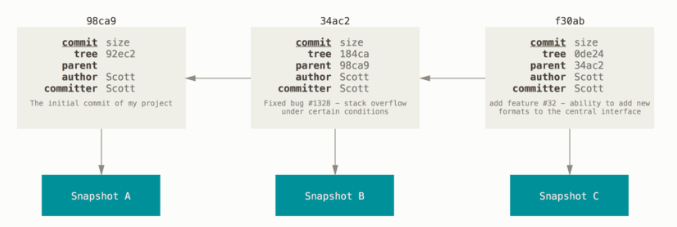 98ca9
commit size
tree 92ec2
parent
author Scott
committer Scott
The initial commit of my project
Snapshot A
34ac2
commit size
tree 184ca
parent 98ca9
author Scott
committer Scott
Fixed bug #1328 – stack overflow
under certain conditions
Snapshot B
f30ab
commit size
tree 0de24
parent 34ac2
author Scott
committer Scott
add feature #32 – ability to add new
formats to the central interface
Snapshot C